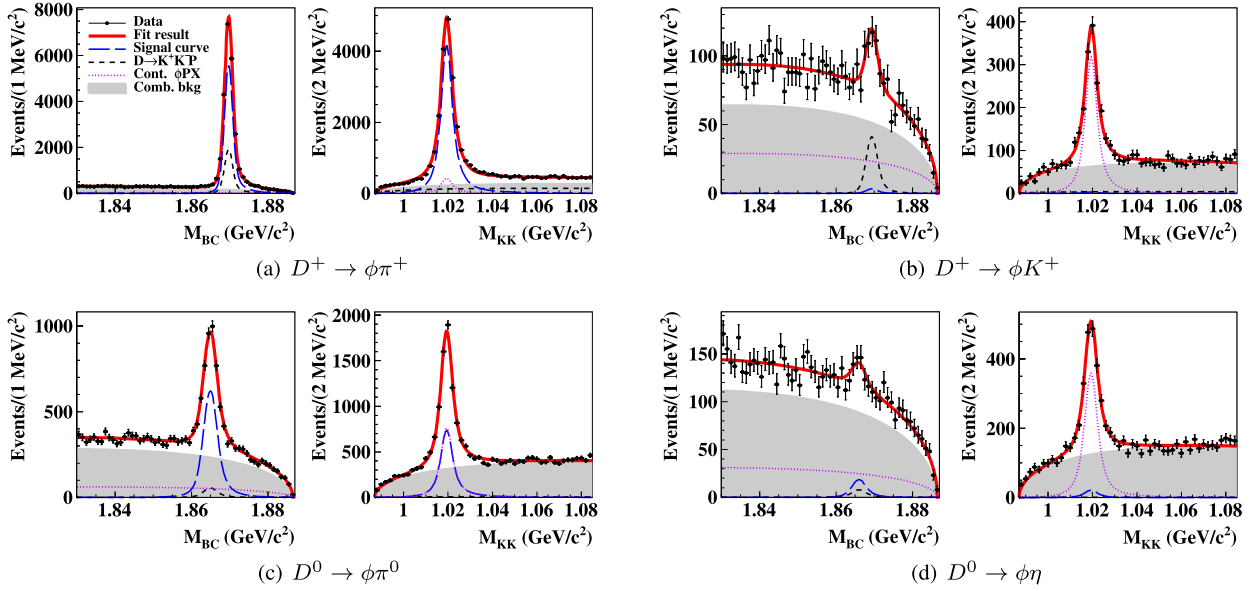 Events/(1 MeV/c²)
8000
6000
4000
2000
0
Data
Fit result
Signal curve
D→K⁺K⁻P
Cont. ϕPX
Comb. bkg
1.84 1.86 1.88
M_BC (GeV/c²)
Events/(2 MeV/c²)
4000
2000
0
1 1.02 1.04 1.06 1.08
M_KK (GeV/c²)
(a) D⁺ → ϕπ⁺
Events/(1 MeV/c²)
100
50
0
1.84 1.86 1.88
M_BC (GeV/c²)
Events/(2 MeV/c²)
400
300
200
100
0
1 1.02 1.04 1.06 1.08
M_KK (GeV/c²)
(b) D⁺ → ϕK⁺
Events/(1 MeV/c²)
1000
500
0
1.84 1.86 1.88
M_BC (GeV/c²)
Events/(2 MeV/c²)
2000
1500
1000
500
0
1 1.02 1.04 1.06 1.08
M_KK (GeV/c²)
(c) D⁰ → ϕπ⁰
Events/(1 MeV/c²)
150
100
50
0
1.84 1.86 1.88
M_BC (GeV/c²)
Events/(2 MeV/c²)
400
200
0
1 1.02 1.04 1.06 1.08
M_KK (GeV/c²)
(d) D⁰ → ϕη